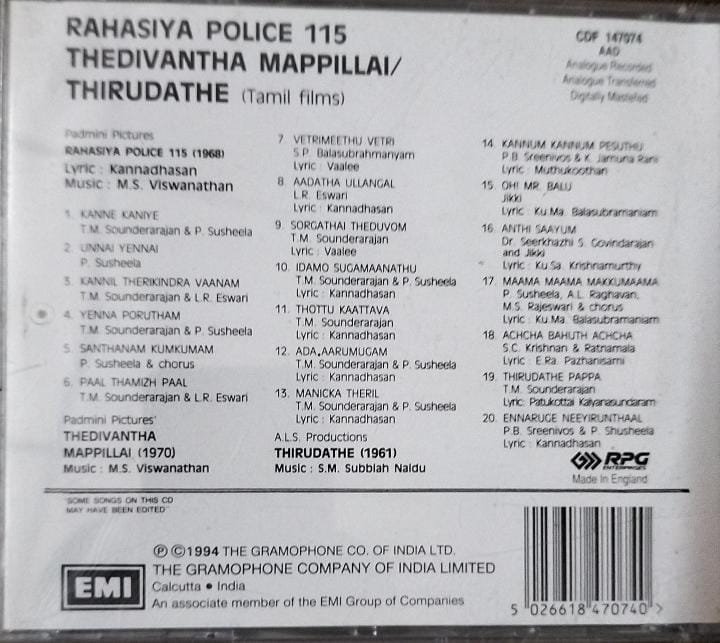 RAHASIYA POLICE 115
THEDIVANTHA MAPPILLAI/
THIRUDATHE (Tamil films)
CDF 147074
AAD
Analogue Recorded
Analogue Transferred
Digitally Mastered
Padmini Pictures
RAHASIYA POLICE 115 (1968)
Lyric : Kannadhasan
Music : M.S. Viswanathan
1. KANNE KANIYE
T.M. Sounderarajan & P. Susheela
2. UNNAI YENNAI
P. Susheela
3. KANNIL THERIKINDRA VAANAM
T.M. Sounderarajan & L.R. Eswari
4. YENNA PORUTHAM
T.M. Sounderarajan & P. Susheela
5. SANTHANAM KUMKUMAM
P. Susheela & chorus
6. PAAL THAMIZH PAAL
T.M. Sounderarajan & L.R. Eswari
Padmini Pictures'
THEDIVANTHA
MAPPILLAI (1970)
Music : M.S. Viswanathan
7. VETRIMEETHU VETRI
S.P. Balasubrahmanyam
Lyric : Vaalee
8. AADATHA ULLANGAL
L.R. Eswari
Lyric : Kannadhasan
9. SORGATHAI THEDUVOM
T.M. Sounderarajan
Lyric : Vaalee
10. IDAMO SUGAMAANATHU
T.M. Sounderarajan & P. Susheela
Lyric : Kannadhasan
11. THOTTU KAATTAVA
T.M. Sounderarajan
Lyric : Kannadhasan
12. ADA,AARUMUGAM
T.M. Sounderarajan & P. Susheela
Lyric : Kannadhasan
13. MANICKA THERIL
T.M. Sounderarajan & P. Susheela
Lyric : Kannadhasan
A.L.S. Productions
THIRUDATHE (1961)
Music : S.M. Subbiah Naidu
14. KANNUM KANNUM PESUTHU
P.B. Sreenivos & K. Jamuna Rani
Lyric : Muthukoothan
15. OH! MR. BALU
Jikki
Lyric : Ku.Ma. Balasubramaniam
16. ANTHI SAAYUM
Dr. Seerkhazhi S. Govindarajan
and Jikki
Lyric : Ku.Sa. Krishnamurthy
17. MAAMA MAAMA MAKKUMAAMA
P. Susheela, A.L. Raghavan,
M.S. Rajeswari & chorus
Lyric : Ku.Ma. Balasubramaniam
18. ACHCHA BAHUTH ACHCHA
S.C. Krishnan & Ratnamala
Lyric : E.Ra. Pazhanisami
19. THIRUDATHE PAPPA
T.M. Sounderarajan
Lyric: Patukottai Kalyanasundaram
20. ENNARUGE NEEYIRUNTHAAL
P.B. Sreenivos & P. Shusheela
Lyric : Kannadhasan
RPG
ENTERPRISES
Made In England
"SOME SONGS ON THIS CD
MAY HAVE BEEN EDITED"
EMI
Ⓟ ©1994 THE GRAMOPHONE CO. OF INDIA LTD.
THE GRAMOPHONE COMPANY OF INDIA LIMITED
Calcutta • India
An associate member of the EMI Group of Companies
5 026618 470740 >